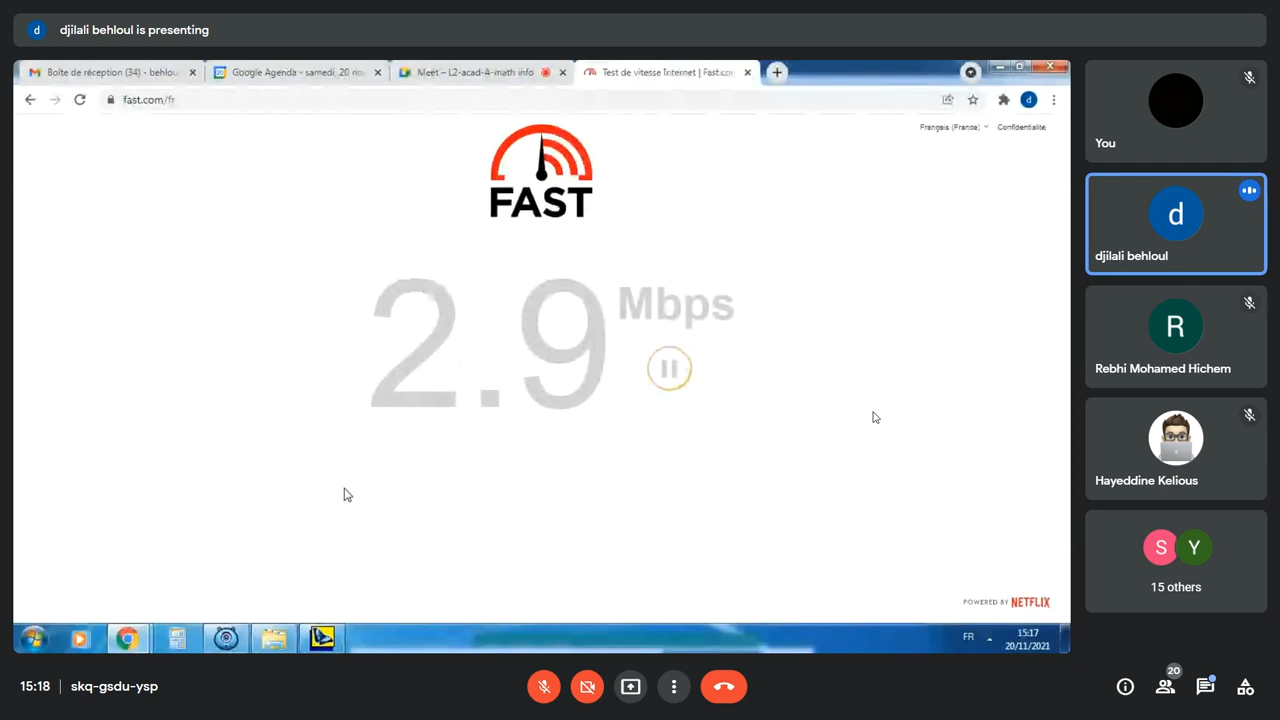 d djilali behloul is presenting
Boîte de réception (34) - behlou
Google Agenda - samedi, 20 no
Meet – L2-acad-A-math info
Test de vitesse Internet | Fast.co
fast.com/fr
d
Français (France)
Confidentialité
FAST
2.9 Mbps
POWERED BY NETFLIX
FR
15:17
20/11/2021
You
d
djilali behloul
R
Rebhi Mohamed Hichem
Hayeddine Kelious
S Y
15 others
15:18 | skq-gsdu-ysp
20